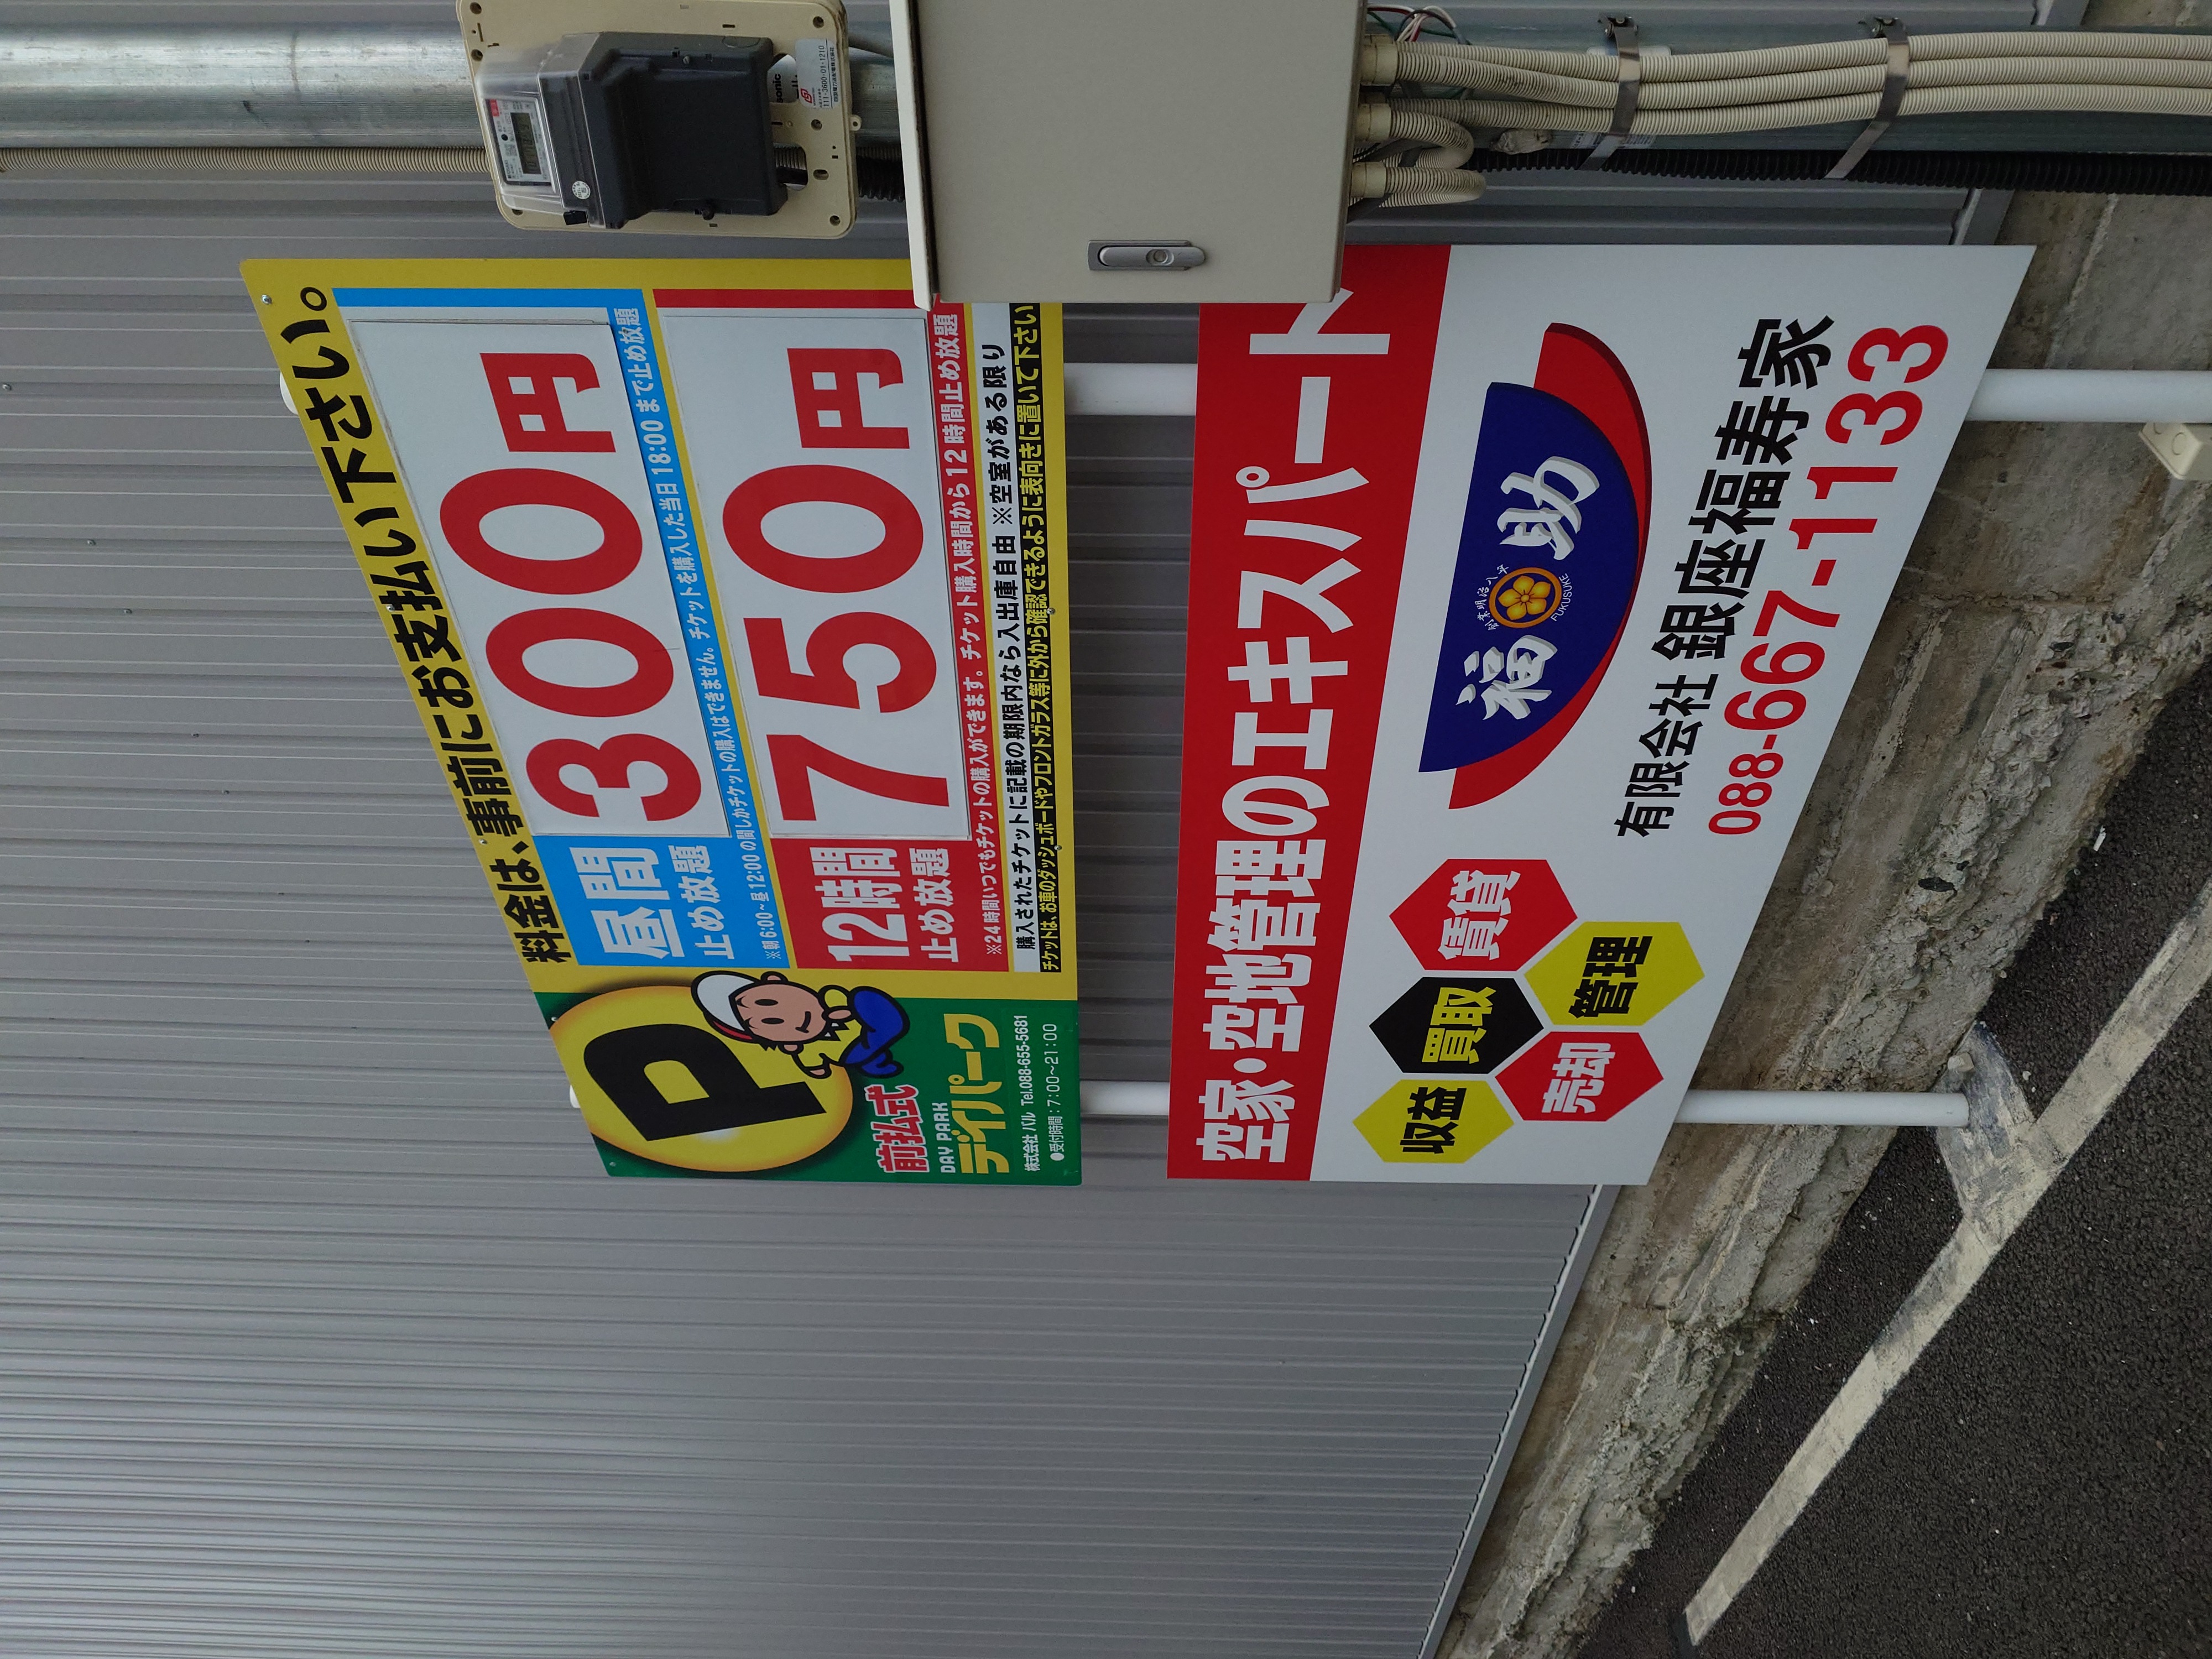 料金は、事前にお支払い下さい。
P
前払式
DAY PARK
デイパーク
株式会社 パル Tel.088-655-5681
●受付時間：7:00〜21:00
昼間
止め放題
300円
※朝6:00〜昼12:00の間しかチケットの購入はできません。チケットを購入した当日18:00まで止め放題
12時間
止め放題
750円
※24時間いつでもチケットの購入ができます。チケット購入時間から12時間止め放題
購入されたチケットに記載の期限内なら入出庫自由 ※空室がある限り
チケットは、お車のダッシュボードやフロントガラス等に外から確認できるように表向きに置いて下さい
空家・空地管理のエキスパート
収益
買取
賃貸
売却
管理
創業明治八年
福助
FUKUSUKE
有限会社 銀座福寿家
088-667-1133